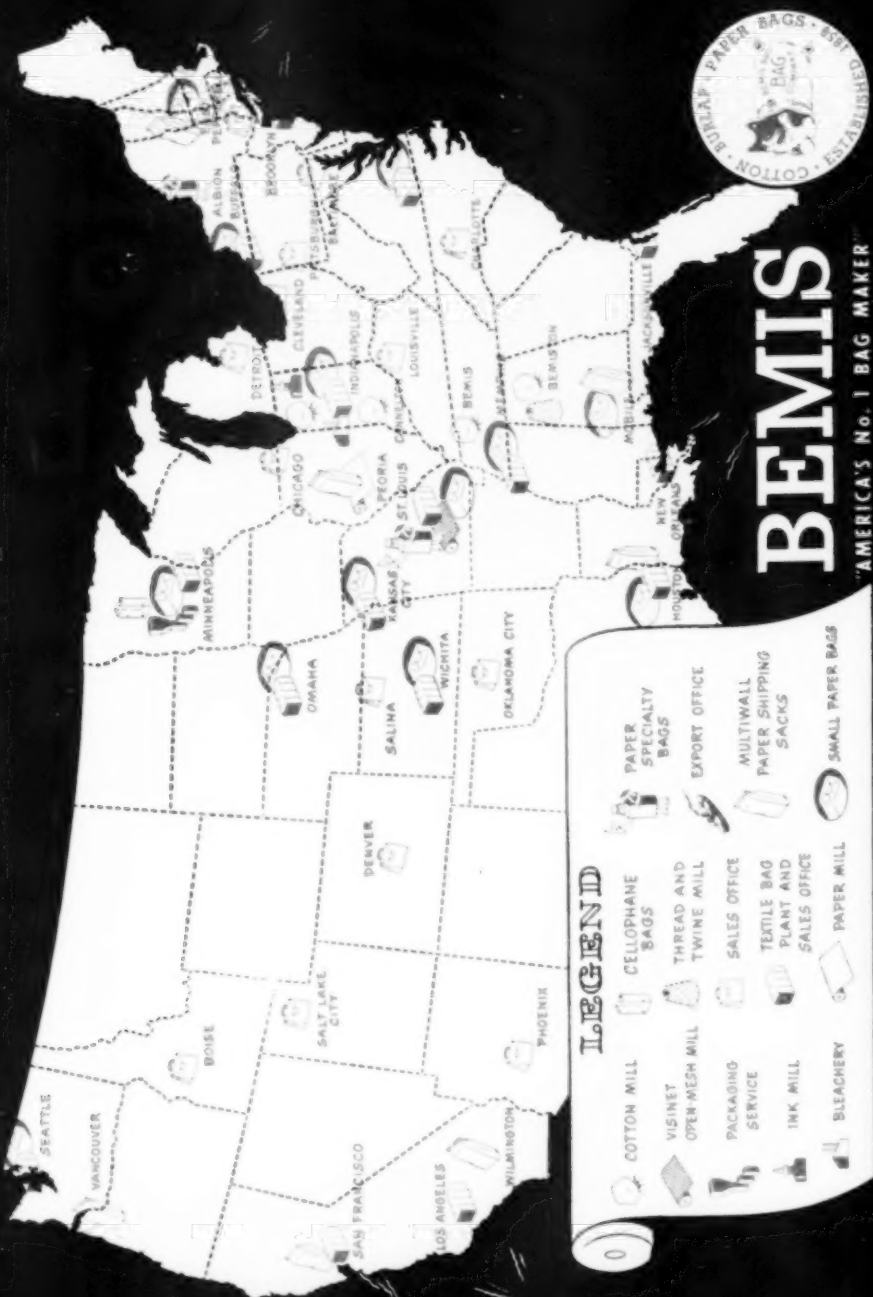 SEATTLE
VANCOUVER
BOISE
SALT LAKE
CITY
SAN FRANCISCO
LOS ANGELES
WILMINGTON
PHOENIX
DENVER
MINNEAPOLIS
OMAHA
SALINA
WICHITA
OKLAHOMA CITY
KANSAS
CITY
CHICAGO
PEORIA
ST. LOUIS
DETROIT
CLEVELAND
INDIANAPOLIS
LOUISVILLE
BEMIS
BEMISTON
MOBILE
NEW
ORLEANS
HOUSTON
JACKSONVILLE
CHARLOTTE
ALBION
BUFFALO
BROOKLYN
PITTSBURGH
LEGEND
COTTON MILL
VISINET
OPEN-MESH MILL
PACKAGING
SERVICE
INK MILL
BLEACHERY
CELLOPHANE
BAGS
THREAD AND
TWINE MILL
SALES OFFICE
TEXTILE BAG
PLANT AND
SALES OFFICE
PAPER MILL
PAPER
SPECIALTY
BAGS
EXPORT OFFICE
MULTIWALL
PAPER SHIPPING
SACKS
SMALL PAPER BAGS
BEMIS
"AMERICA'S No. 1 BAG MAKER"
COTTON · BURLAP · PAPER BAGS · ESTABLISHED 1858
BAG